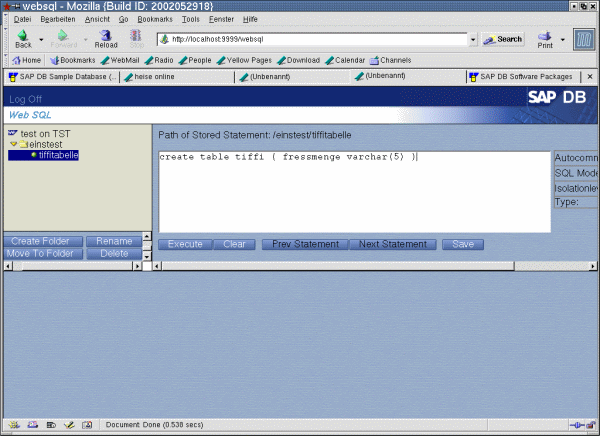 websql - Mozilla {Build ID: 2002052918}
Datei Bearbeiten Ansicht Go Bookmarks Tools Fenster Hilfe
Back Forward Reload Stop http://localhost:9999/websql Search Print
Home Bookmarks WebMail Radio People Yellow Pages Download Calendar Channels
SAP DB Sample Database (... heise online (Unbenannt) (Unbenannt) SAP DB Software Packages
Log Off SAP DB
Web SQL
test on TST
einstest
tiffitabelle
Path of Stored Statement: /einstest/tiffitabelle
create table tiffi ( fressmenge varchar(5) )
Autocomm
SQL Mode
Isolationlev
Type:
Create Folder Rename
Move To Folder Delete
Execute Clear Prev Statement Next Statement Save
Document: Done (0.538 secs)